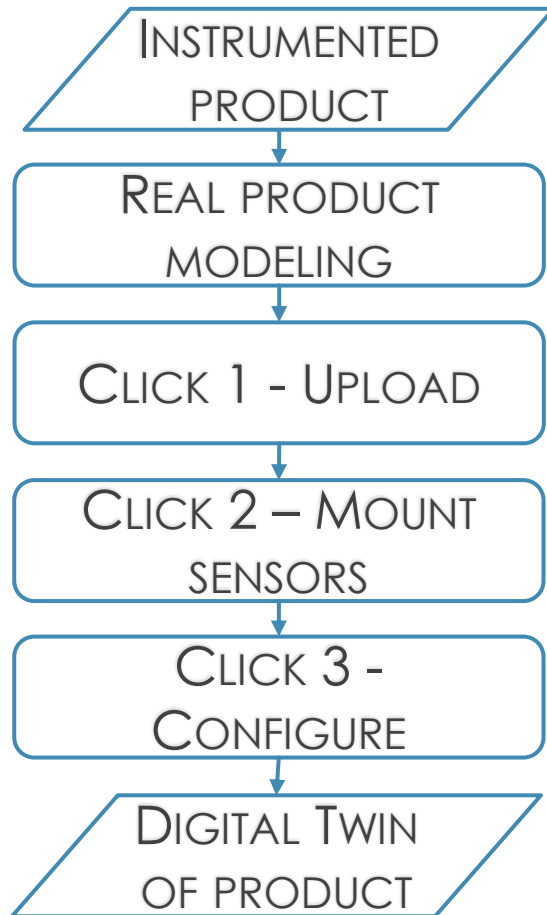 Instrumented
product
Real product
modeling
Click 1 - Upload
Click 2 – Mount
sensors
Click 3 -
Configure
Digital Twin
of product